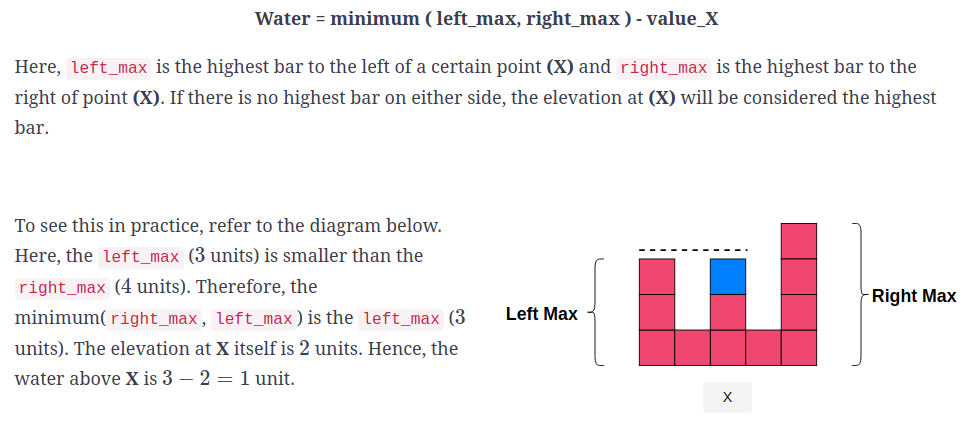 Water = minimum ( left_max, right_max ) - value_X
Here, left_max is the highest bar to the left of a certain point (X) and right_max is the highest bar to the
right of point (X). If there is no highest bar on either side, the elevation at (X) will be considered the highest
bar.
To see this in practice, refer to the diagram below.
Here, the left_max (3 units) is smaller than the
right_max (4 units). Therefore, the
minimum( right_max , left_max ) is the left_max (3
units). The elevation at X itself is 2 units. Hence, the
water above X is 3 − 2 = 1 unit.
Left Max
Right Max
X